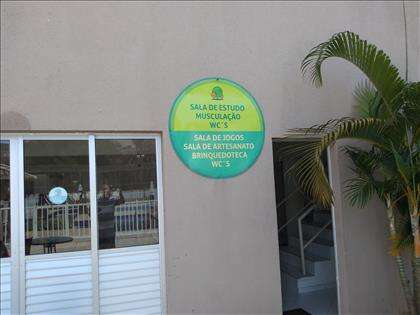 SALA DE ESTUDO
MUSCULAÇÃO
WC´S
SALA DE JOGOS
SALA DE ARTESANATO
BRINQUEDOTECA
WC´S